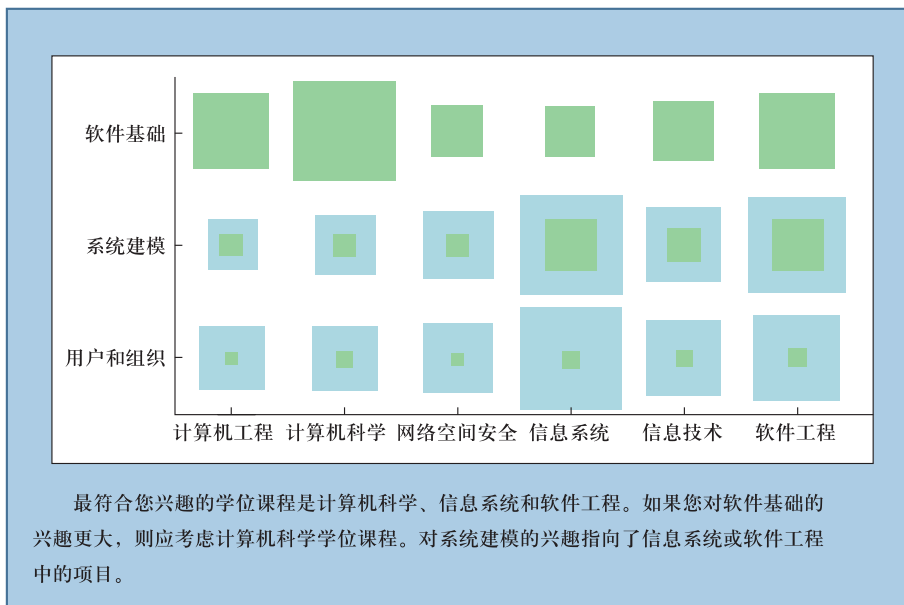 软件基础
系统建模
用户和组织
计算机工程 计算机科学 网络空间安全 信息系统 信息技术 软件工程
最符合您兴趣的学位课程是计算机科学、信息系统和软件工程。如果您对软件基础的
兴趣更大，则应考虑计算机科学学位课程。对系统建模的兴趣指向了信息系统或软件工程
中的项目。